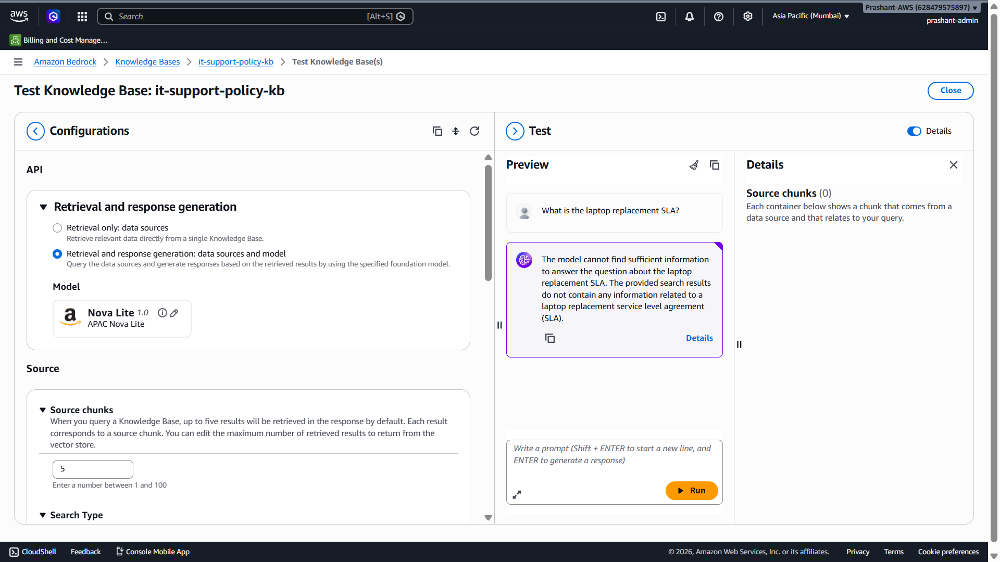 Prashant-AWS (628479575897)
aws
Search
[Alt+S]
Asia Pacific (Mumbai)
prashant-admin
Billing and Cost Manage...
Amazon Bedrock
Knowledge Bases
it-support-policy-kb
Test Knowledge Base(s)
Test Knowledge Base: it-support-policy-kb
Close
Configurations
API
Retrieval and response generation
Retrieval only: data sources
Retrieve relevant data directly from a single Knowledge Base.
Retrieval and response generation: data sources and model
Query the data sources and generate responses based on the retrieved results by using the specified foundation model.
Model
Nova Lite 1.0
APAC Nova Lite
Source
Source chunks
When you query a Knowledge Base, up to five results will be retrieved in the response by default. Each result
corresponds to a source chunk. You can edit the maximum number of retrieved results to return from the
vector store.
5
Enter a number between 1 and 100
Search Type
Test
Details
Preview
What is the laptop replacement SLA?
The model cannot find sufficient information
to answer the question about the laptop
replacement SLA. The provided search results
do not contain any information related to a
laptop replacement service level agreement
(SLA).
Details
Write a prompt (Shift + ENTER to start a new line, and
ENTER to generate a response)
Run
Details
Source chunks (0)
Each container below shows a chunk that comes from a
data source and that relates to your query.
CloudShell
Feedback
Console Mobile App
© 2026, Amazon Web Services, Inc. or its affiliates.
Privacy
Terms
Cookie preferences